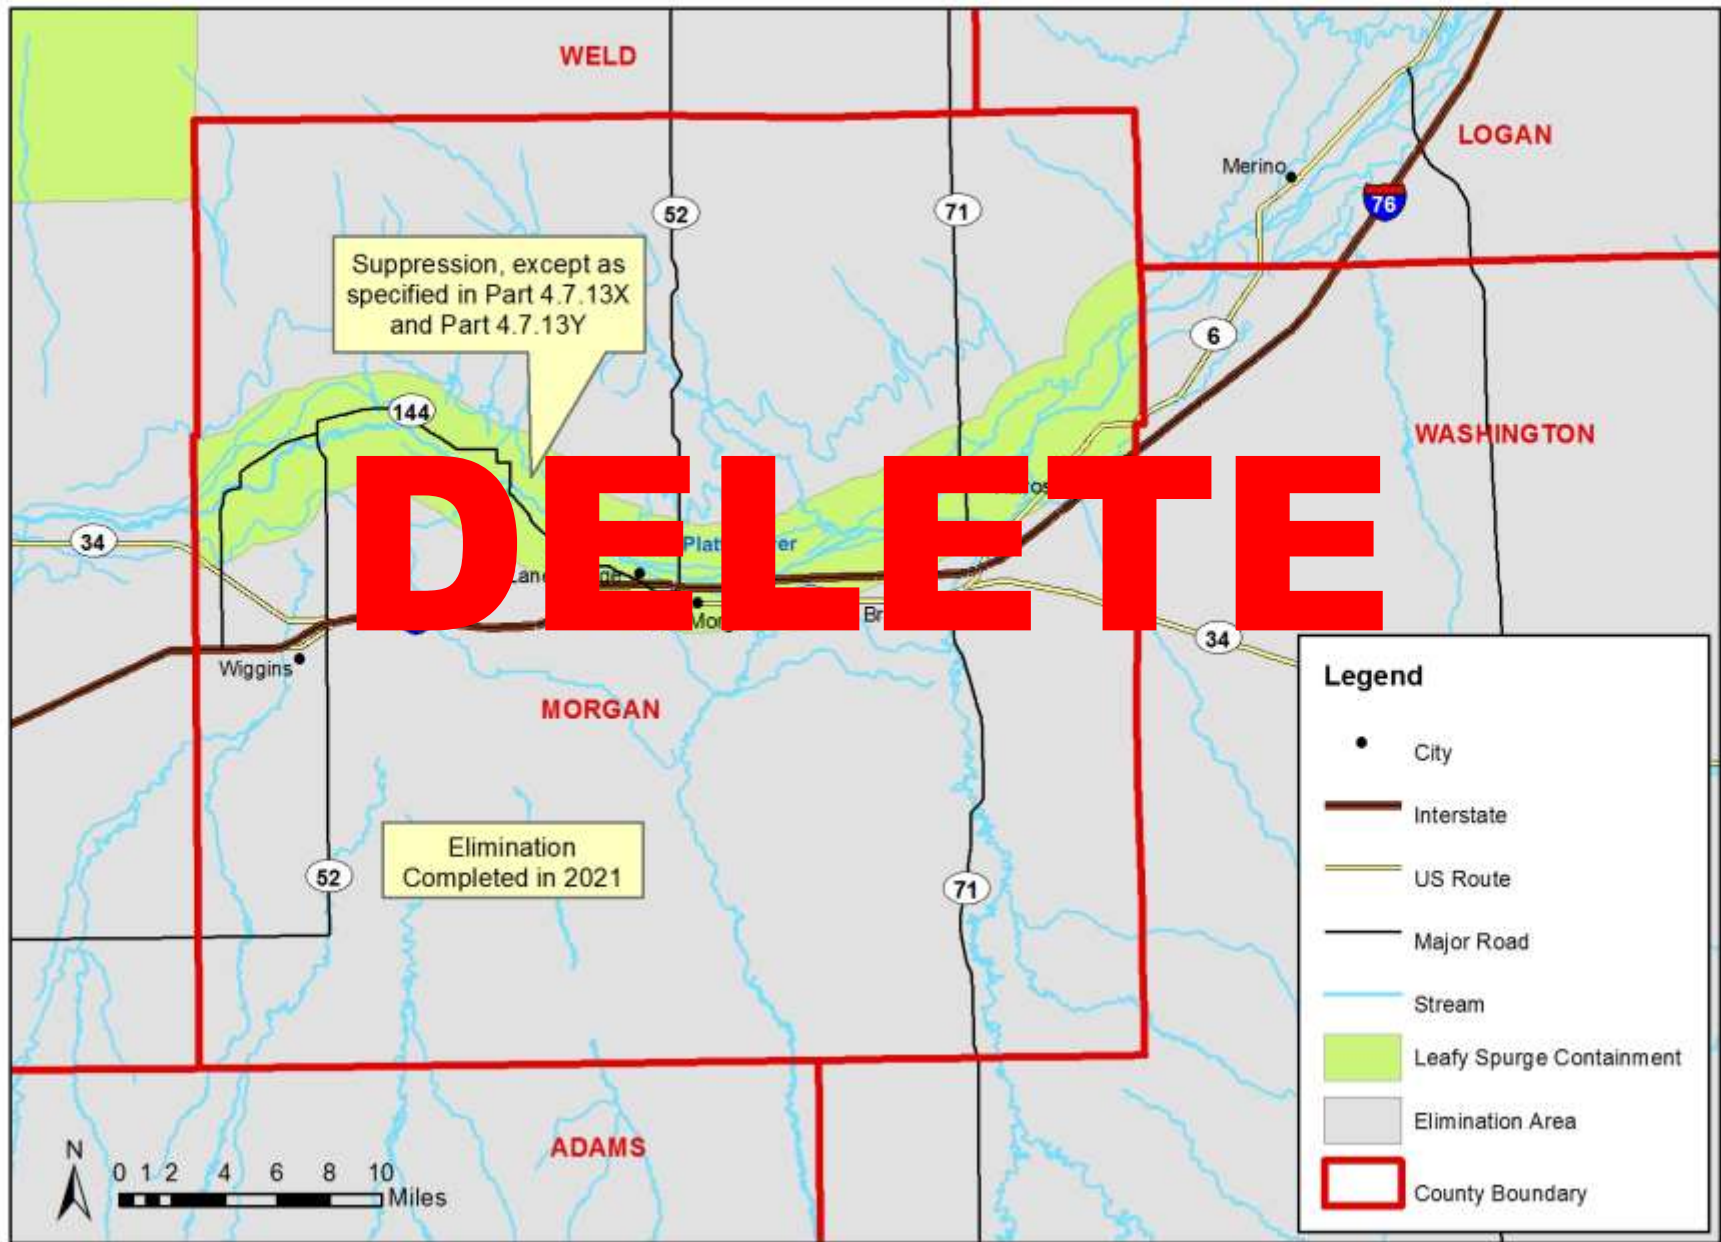 WELD
LOGAN
Merino
76
52
71
Suppression, except as
specified in Part 4.7.13X
and Part 4.7.13Y
6
144
WASHINGTON
DELETE
34
34
Wiggins
MORGAN
Elimination
Completed in 2021
52
71
ADAMS
N
0 1 2 4 6 8 10
Miles
Legend
City
Interstate
US Route
Major Road
Stream
Leafy Spurge Containment
Elimination Area
County Boundary